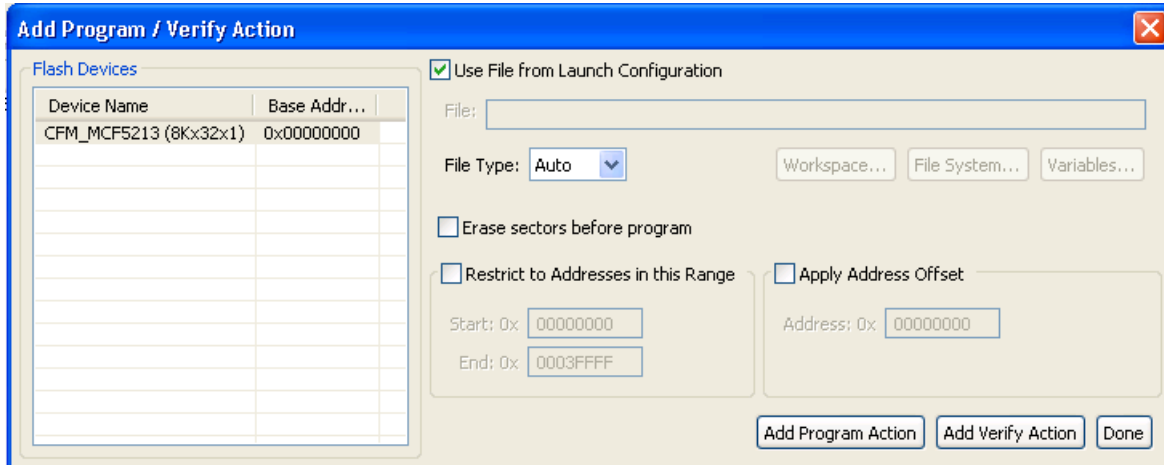 Add Program / Verify Action
Flash Devices
Device Name Base Addr...
CFM_MCF5213 (8Kx32x1) 0x00000000
Use File from Launch Configuration
File:
File Type: Auto
Workspace... File System... Variables...
Erase sectors before program
Restrict to Addresses in this Range
Start: 0x 00000000
End: 0x 0003FFFF
Apply Address Offset
Address: 0x 00000000
Add Program Action Add Verify Action Done